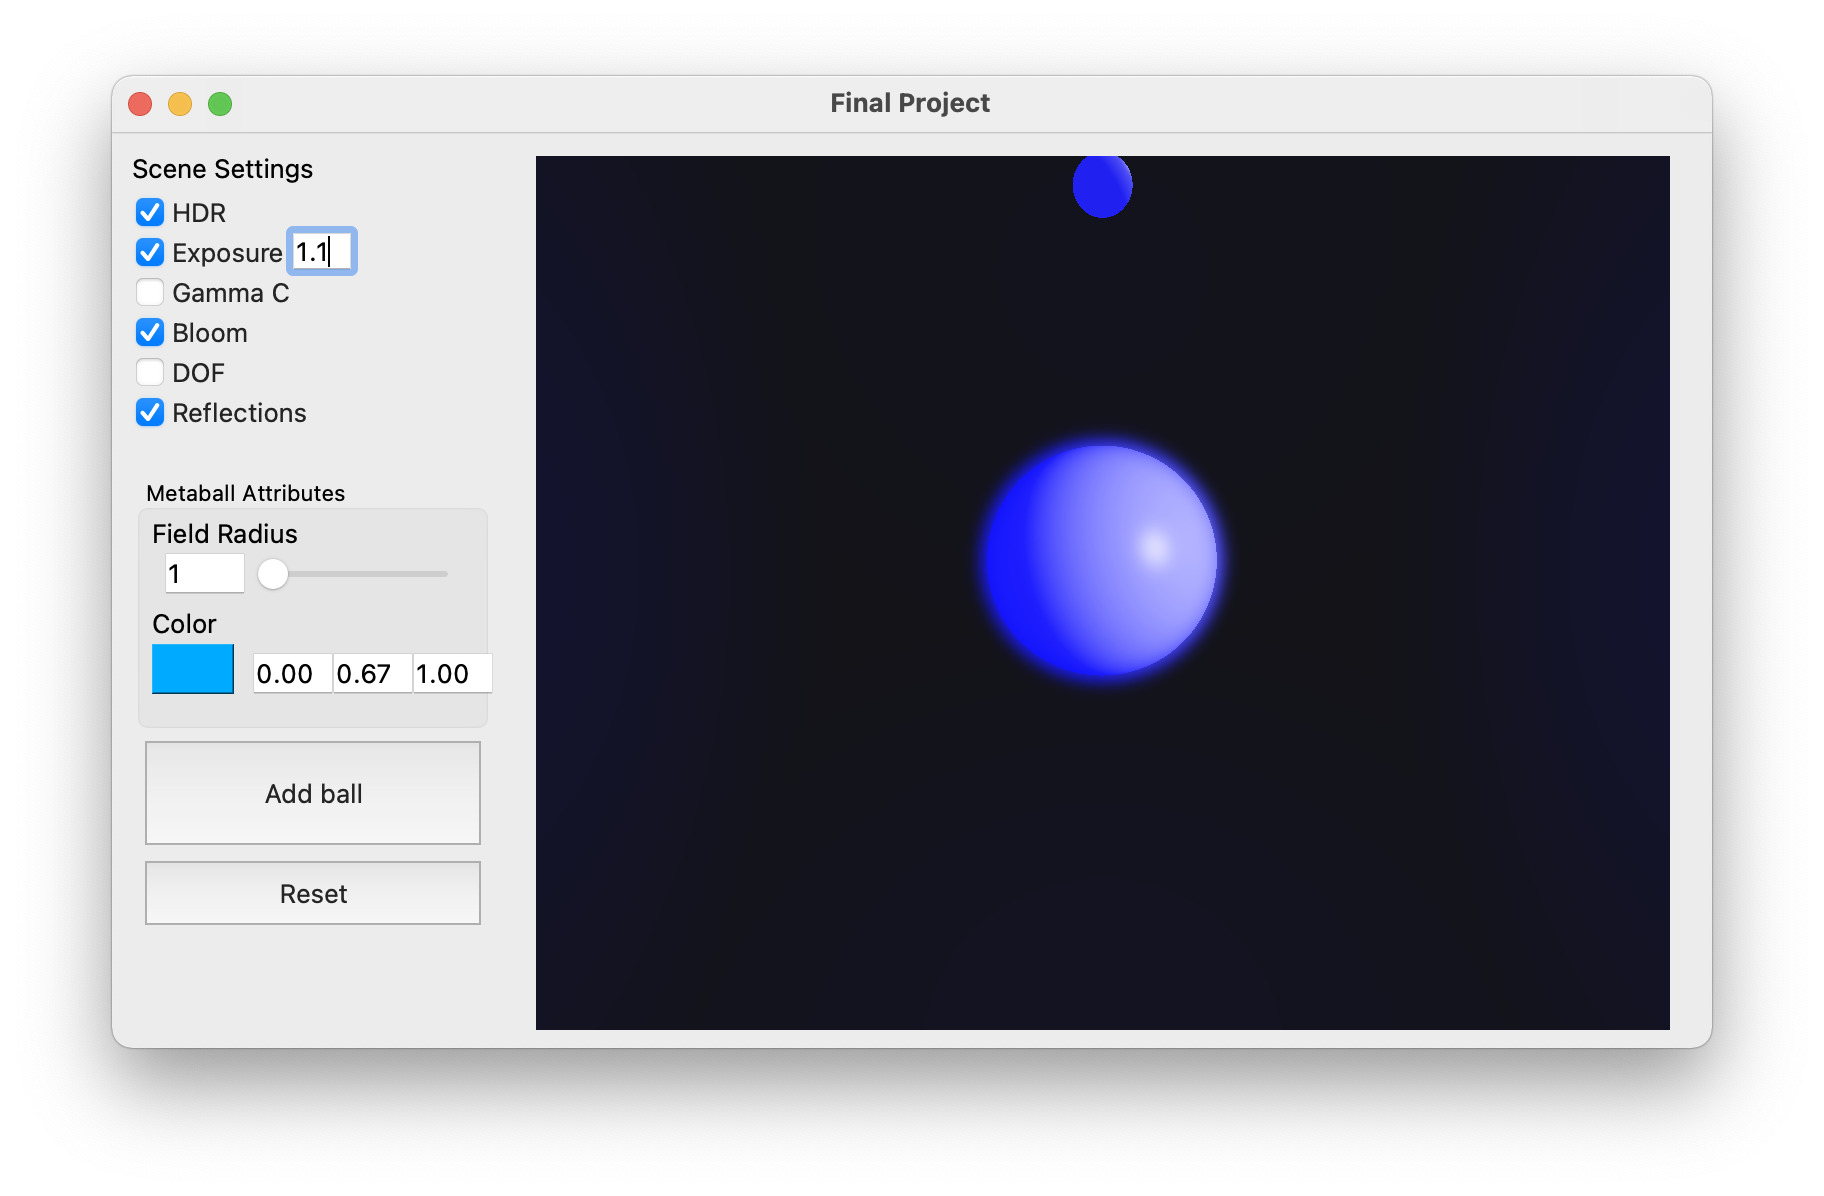 Final Project
Scene Settings
HDR
Exposure 1.1
Gamma C
Bloom
DOF
Reflections
Metaball Attributes
Field Radius
1
Color
0.00 0.67 1.00
Add ball
Reset